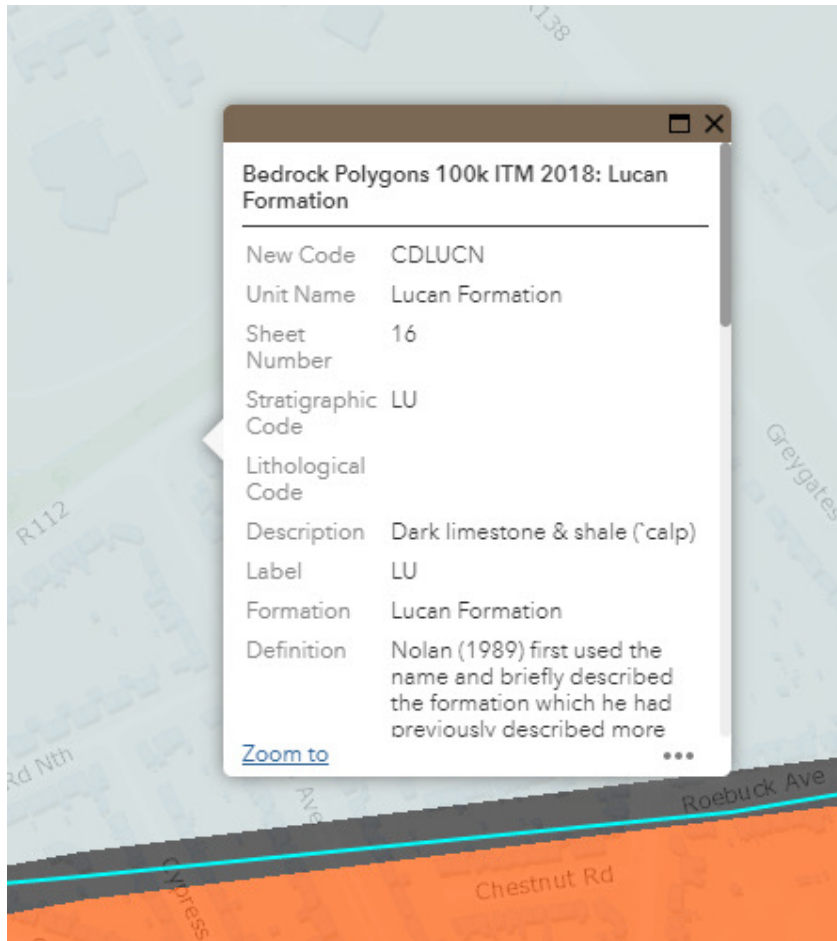 R138
Bedrock Polygons 100k ITM 2018: Lucan
Formation
New Code CDLUCN
Unit Name Lucan Formation
Sheet Number 16
Stratigraphic Code LU
Lithological Code
Description Dark limestone & shale (`calp)
Label LU
Formation Lucan Formation
Definition Nolan (1989) first used the
name and briefly described
the formation which he had
previously described more
Zoom to
Greygates
R112
Rd Nth
Ave
Roebuck Ave
Cypress
Chestnut Rd